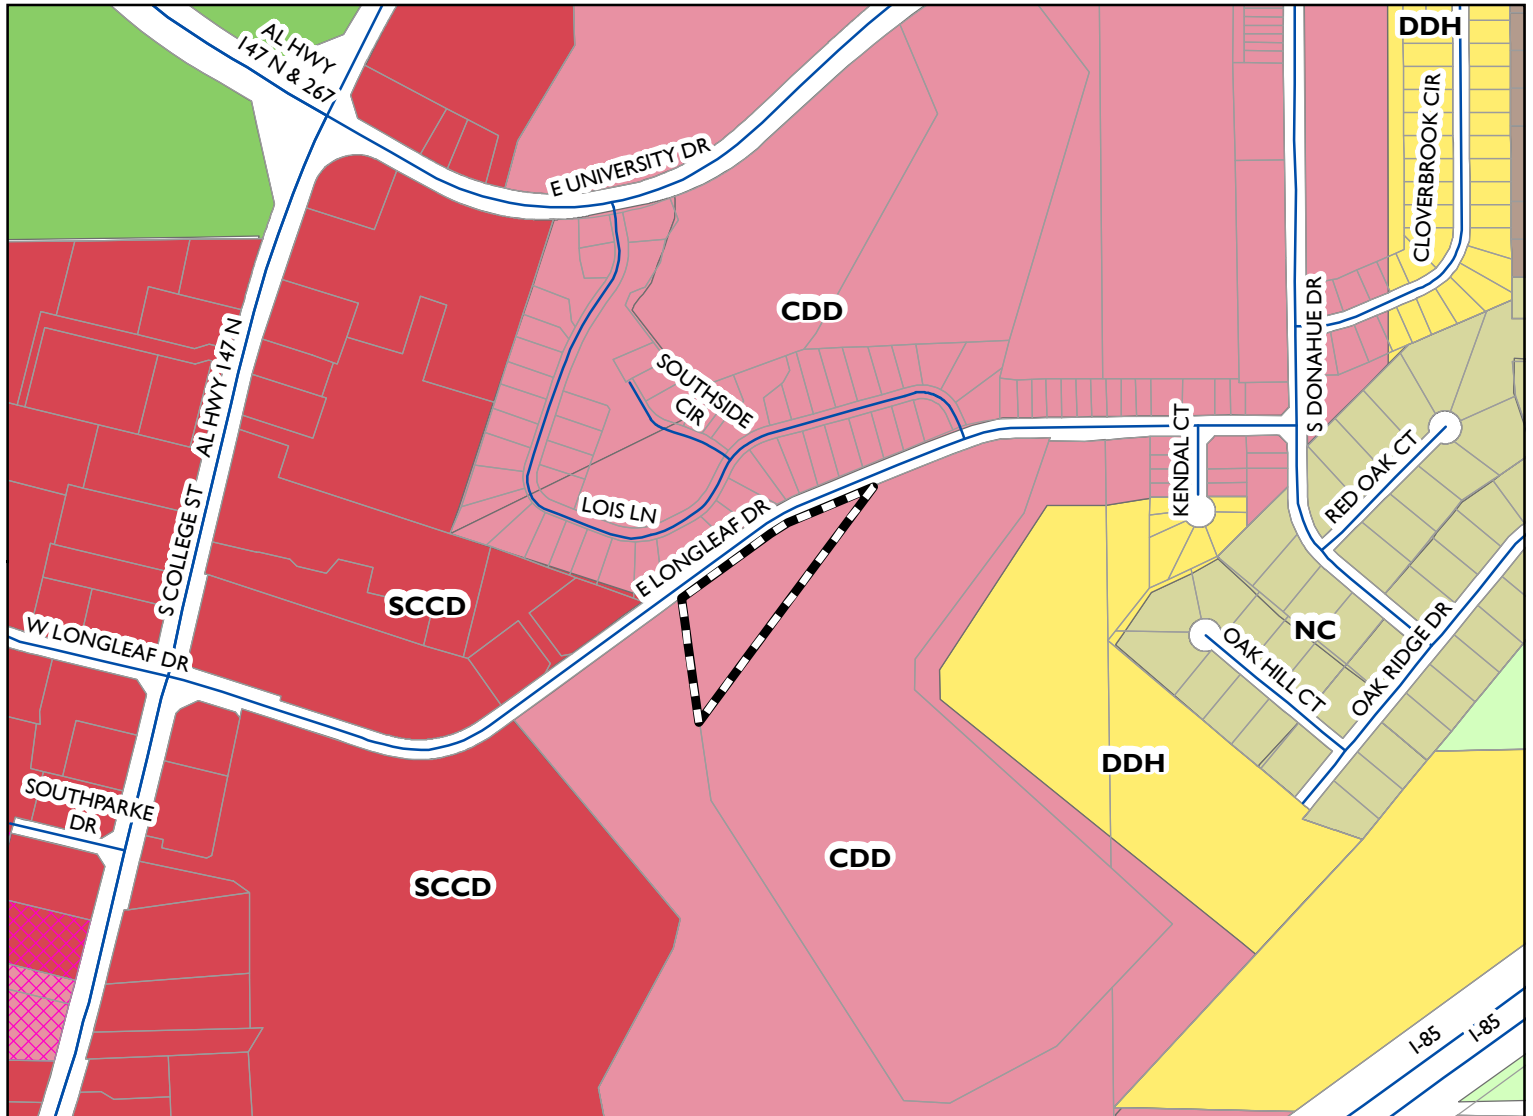 DDH
AL HWY
147 N & 267
CLOVERBROOK CIR
E UNIVERSITY DR
CDD
S DONAHUE DR
AL HWY 147 N
SOUTHSIDE
CIR
KENDAL CT
RED OAK CT
LOIS LN
E LONGLEAF DR
S COLLEGE ST
SCCD
NC
W LONGLEAF DR
OAK HILL CT
OAK RIDGE DR
DDH
SOUTHPARKE
DR
CDD
SCCD
I-85
I-85